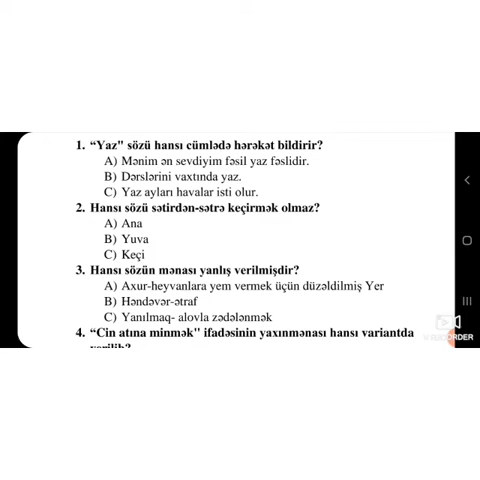 1. “Yaz" sözü hansı cümlədə hərəkət bildirir?
A) Mənim ən sevdiyim fəsil yaz fəslidir.
B) Dərslərini vaxtında yaz.
C) Yaz ayları havalar isti olur.
2. Hansı sözü sətirdən-sətrə keçirmək olmaz?
A) Ana
B) Yuva
C) Keçi
3. Hansı sözün mənası yanlış verilmişdir?
A) Axur-heyvanlara yem vermek üçün düzəldilmiş Yer
B) Həndəvər-ətraf
C) Yanılmaq- alovla zədələnmək
4. “Cin atına minmək" ifadəsinin yaxınmənası hansı variantda